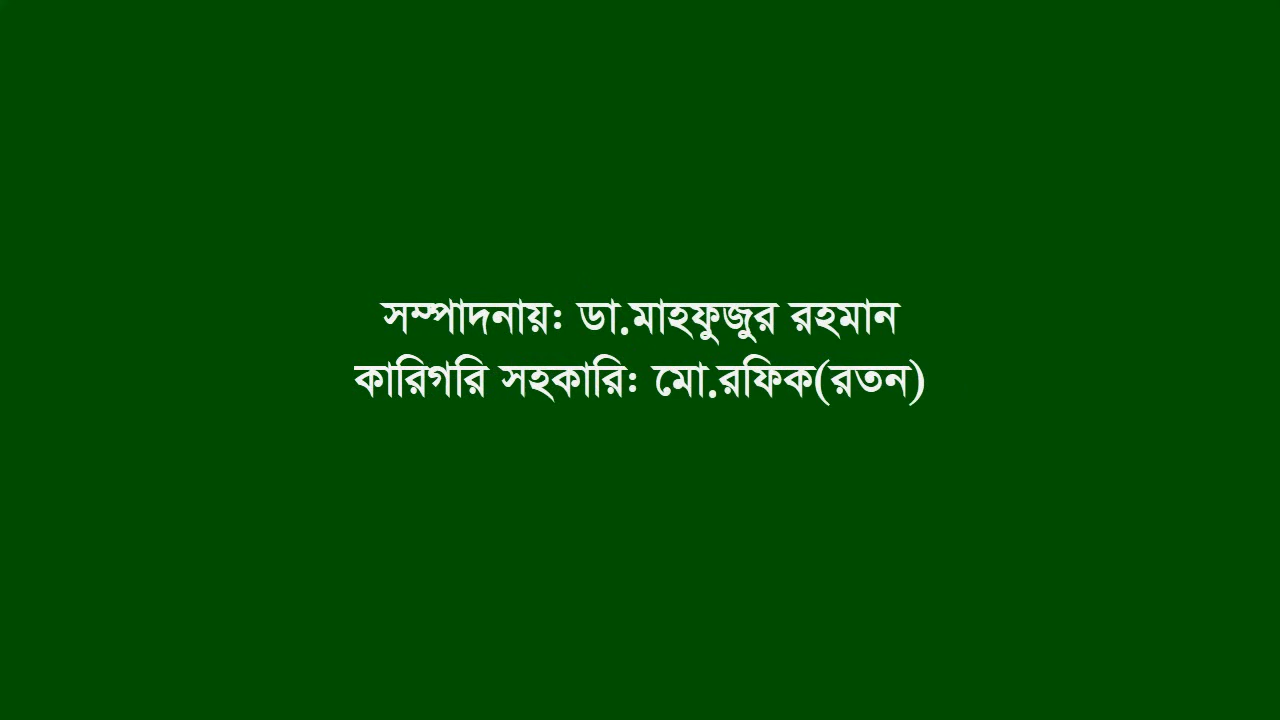 সম্পাদনায়: ডা.মাহফুজুর রহমান
কারিগরি সহকারি: মো.রফিক(রতন)